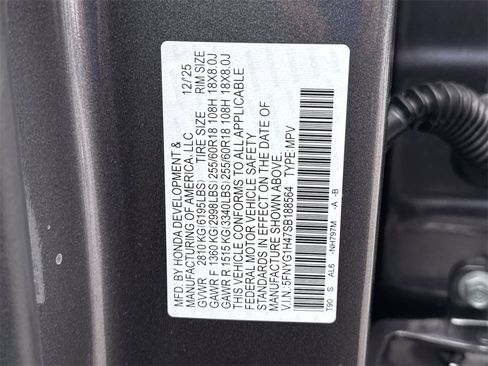 MFD. BY HONDA DEVELOPMENT &
MANUFACTURING OF AMERICA, LLC 12/'25
GVWR 2810 KG(6195LBS) TIRE SIZE RIM SIZE
GAWR F 1360 KG(2998LBS) 255/60R18 108H 18X8.0J
GAWR R 1515 KG(3340LBS) 255/60R18 108H 18X8.0J
THIS VEHICLE CONFORMS TO ALL APPLICABLE
FEDERAL MOTOR VEHICLE SAFETY
STANDARDS IN EFFECT ON THE DATE OF
MANUFACTURE SHOWN ABOVE.
V.I.N.:5FNYG1H47SB188564 TYPE:MPV
T90 S AL6 -NH797M -A -B